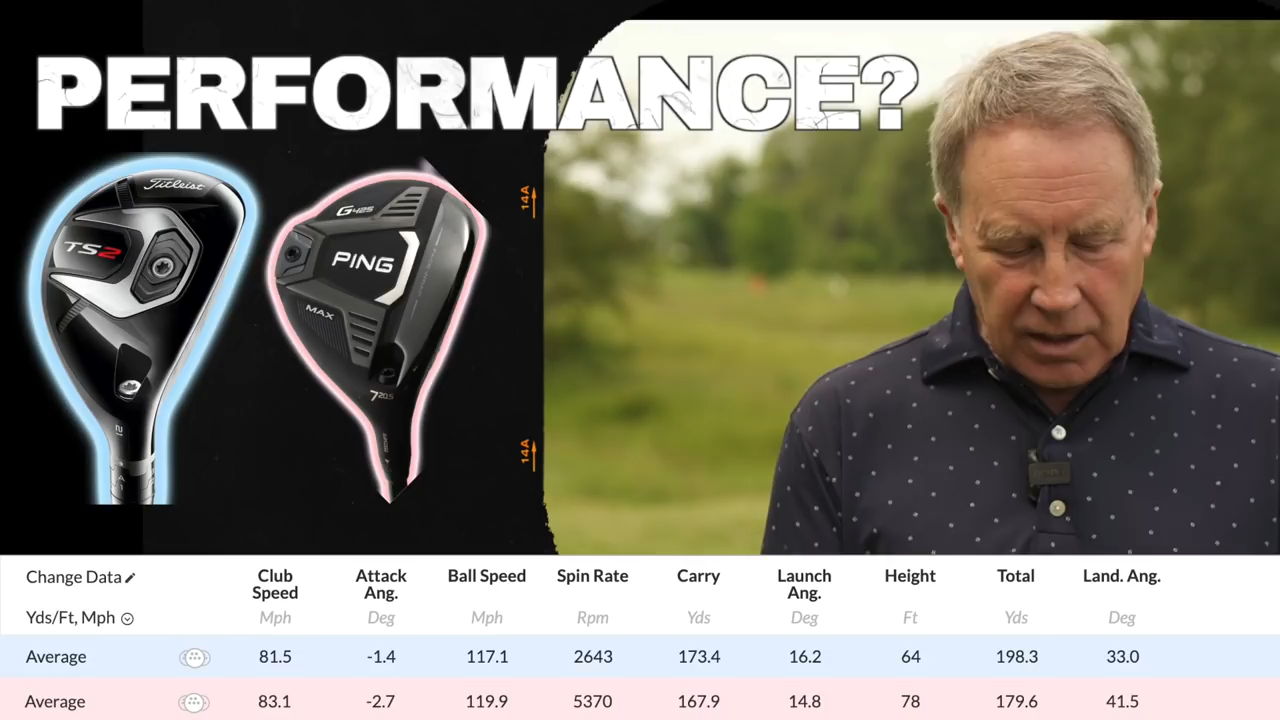 PERFORMANCE?
Titleist
TS2
21
G425
PING
MAX
7 20.5
14A
14A
Change Data
Club Speed
Attack Ang.
Ball Speed
Spin Rate
Carry
Launch Ang.
Height
Total
Land. Ang.
Yds/Ft, Mph
Mph
Deg
Mph
Rpm
Yds
Deg
Ft
Yds
Deg
Average 81.5 -1.4 117.1 2643 173.4 16.2 64 198.3 33.0
Average 83.1 -2.7 119.9 5370 167.9 14.8 78 179.6 41.5